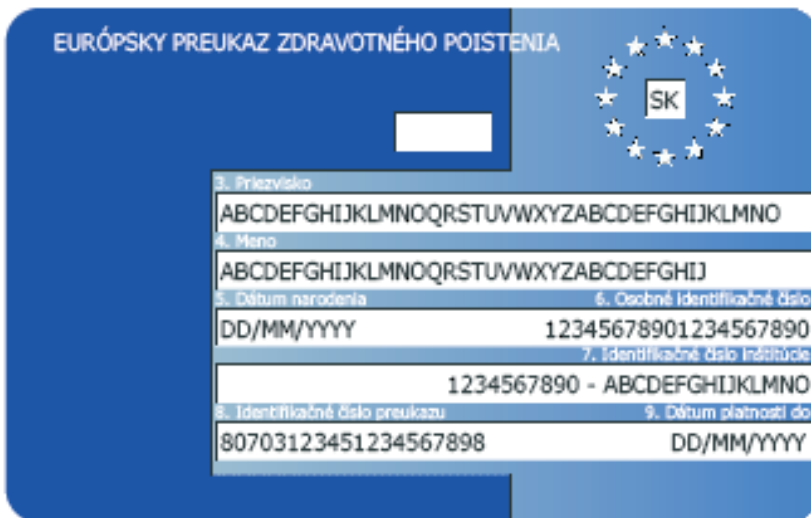 EURÓPSKY PREUKAZ ZDRAVOTNÉHO POISTENIA
SK
3. Priezvisko
ABCDEFGHIJKLMNOQRSTUVWXYZABCDEFGHIJKLMNO
4. Meno
ABCDEFGHIJKLMNOQRSTUVWXYZABCDEFGHIJ
5. Dátum narodenia 6. Osobné identifikačné číslo
DD/MM/YYYY 12345678901234567890
7. Identifikačné číslo inštitúcie
1234567890 - ABCDEFGHIJKLMNO
8. Identifikačné číslo preukazu 9. Dátum platnosti do
80703123451234567898 DD/MM/YYYY